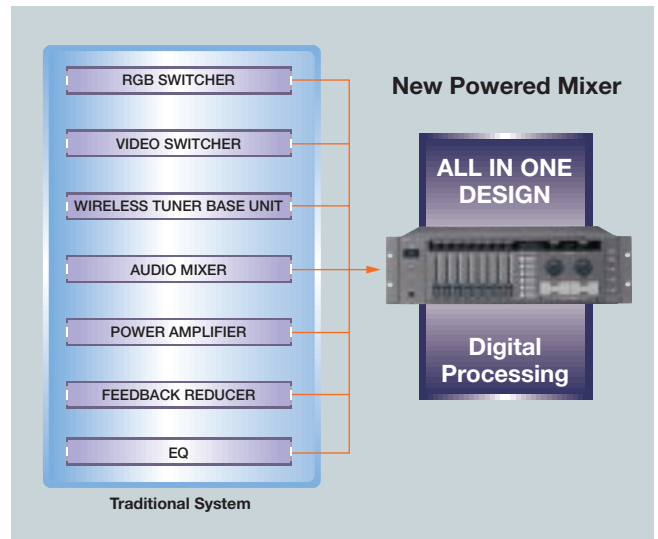 RGB SWITCHER
VIDEO SWITCHER
WIRELESS TUNER BASE UNIT
AUDIO MIXER
POWER AMPLIFIER
FEEDBACK REDUCER
EQ
Traditional System
New Powered Mixer
ALL IN ONE
DESIGN
Digital
Processing